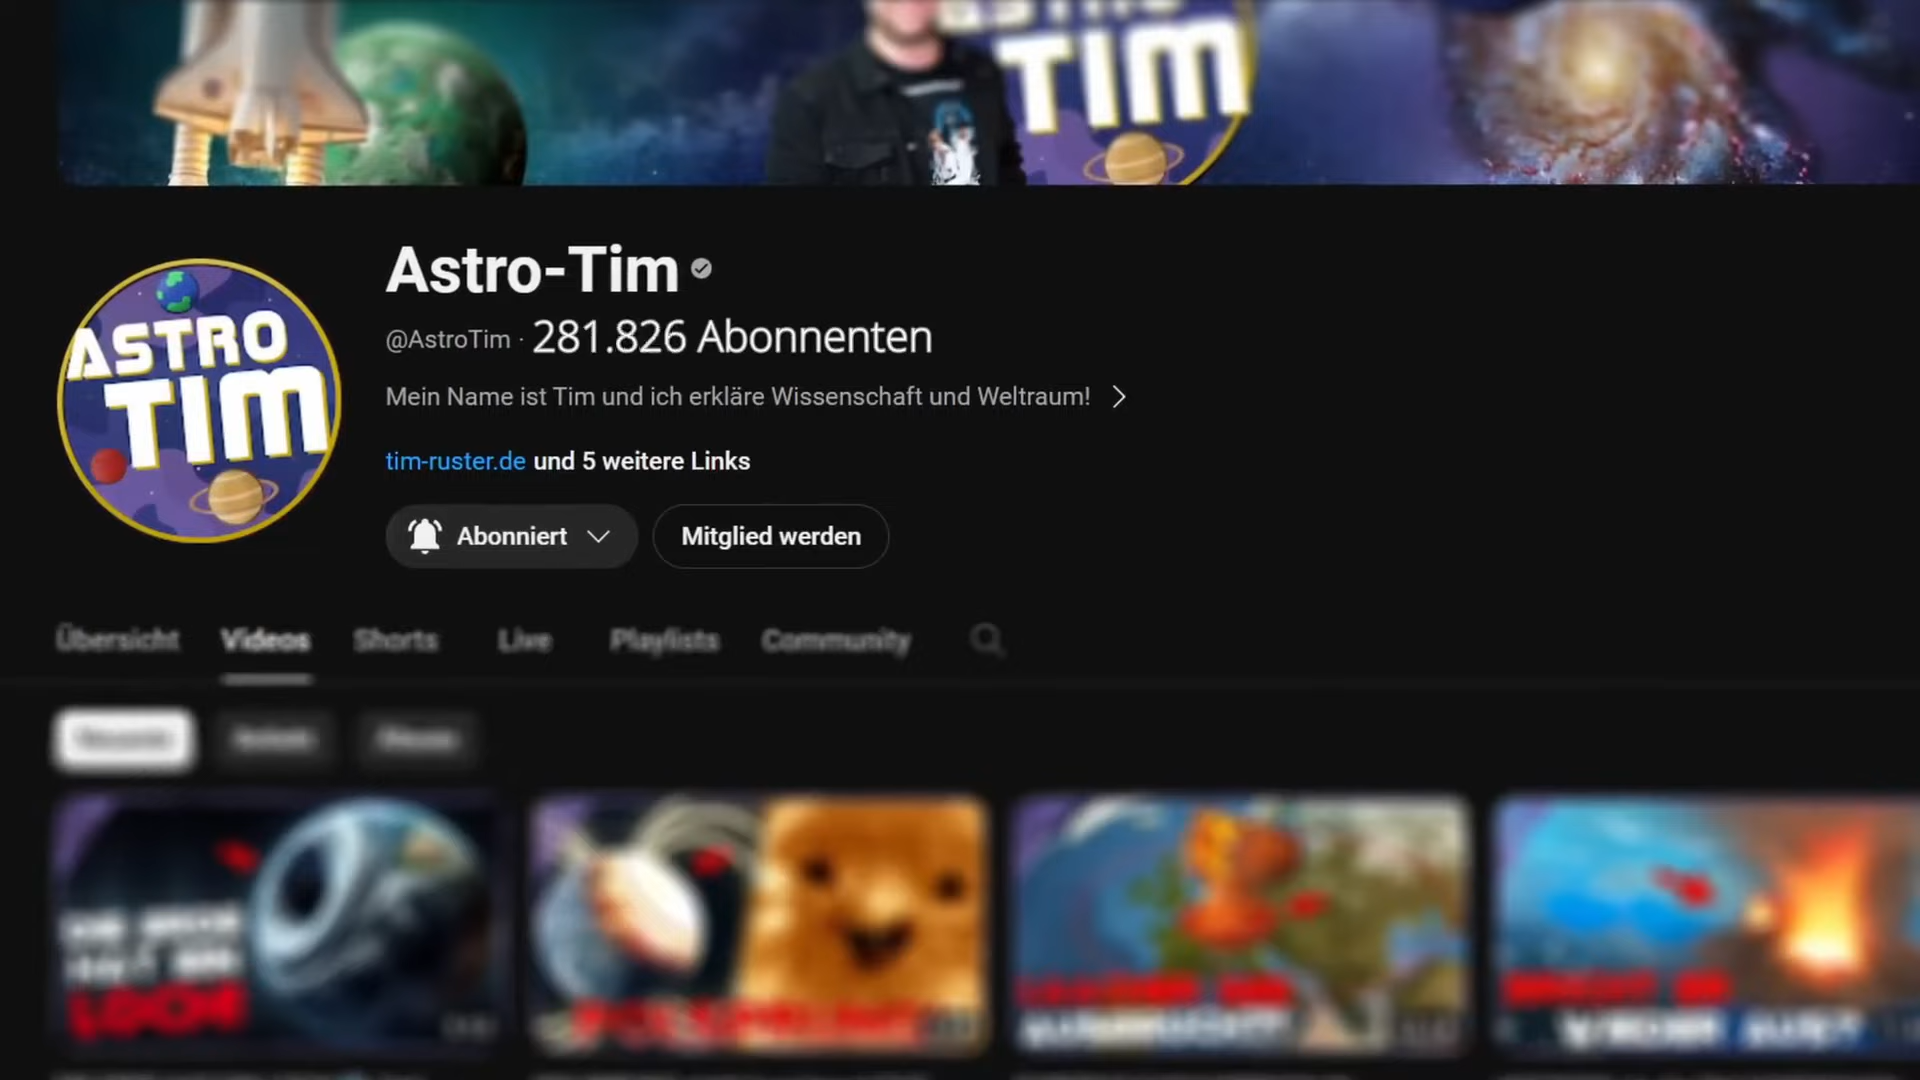 ASTRO
TIM
Astro-Tim
@AstroTim · 281.826 Abonnenten
Mein Name ist Tim und ich erkläre Wissenschaft und Weltraum!
ASTRO
TIM
tim-ruster.de und 5 weitere Links
Abonniert
Mitglied werden
Übersicht
Videos
Shorts
Live
Playlists
Community